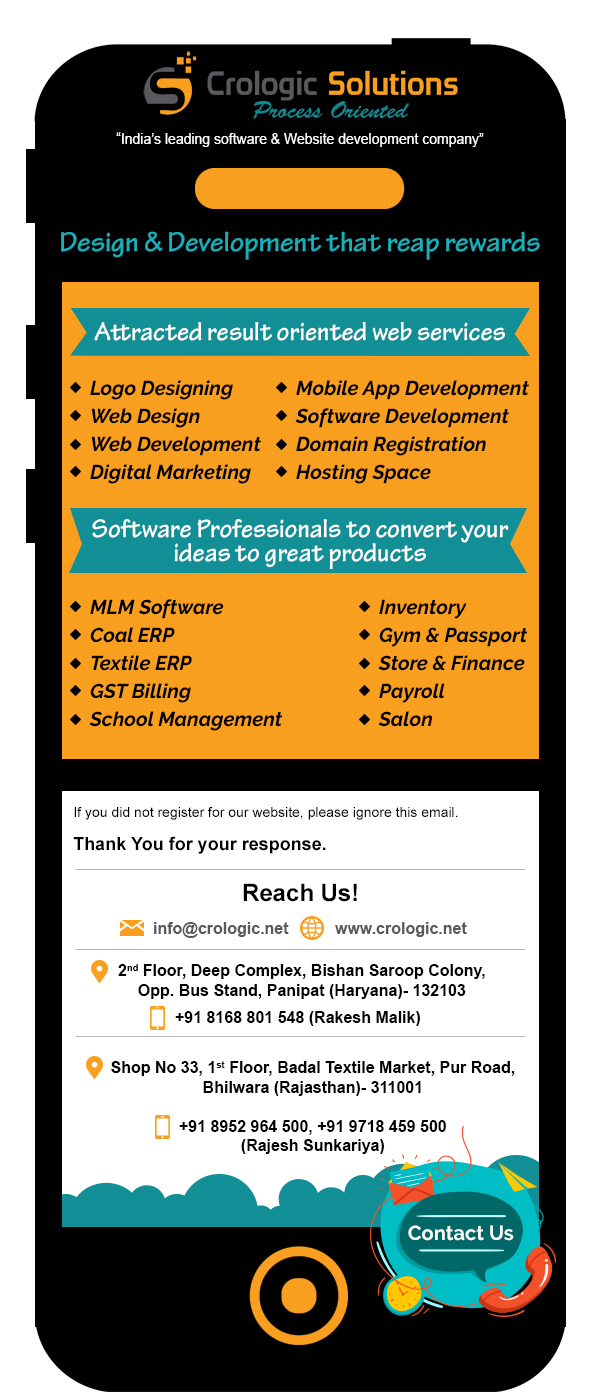 Crologic Solutions
Process Oriented
“India’s leading software & Website development company”
Design & Development that reap rewards
Attracted result oriented web services
Logo Designing
Web Design
Web Development
Digital Marketing
Mobile App Development
Software Development
Domain Registration
Hosting Space
Software Professionals to convert your
ideas to great products
MLM Software
Coal ERP
Textile ERP
GST Billing
School Management
Inventory
Gym & Passport
Store & Finance
Payroll
Salon
If you did not register for our website, please ignore this email.
Thank You for your response.
Reach Us!
info@crologic.net www.crologic.net
2nd Floor, Deep Complex, Bishan Saroop Colony,
Opp. Bus Stand, Panipat (Haryana)- 132103
+91 8168 801 548 (Rakesh Malik)
Shop No 33, 1st Floor, Badal Textile Market, Pur Road,
Bhilwara (Rajasthan)- 311001
+91 8952 964 500, +91 9718 459 500
(Rajesh Sunkariya)
Contact Us